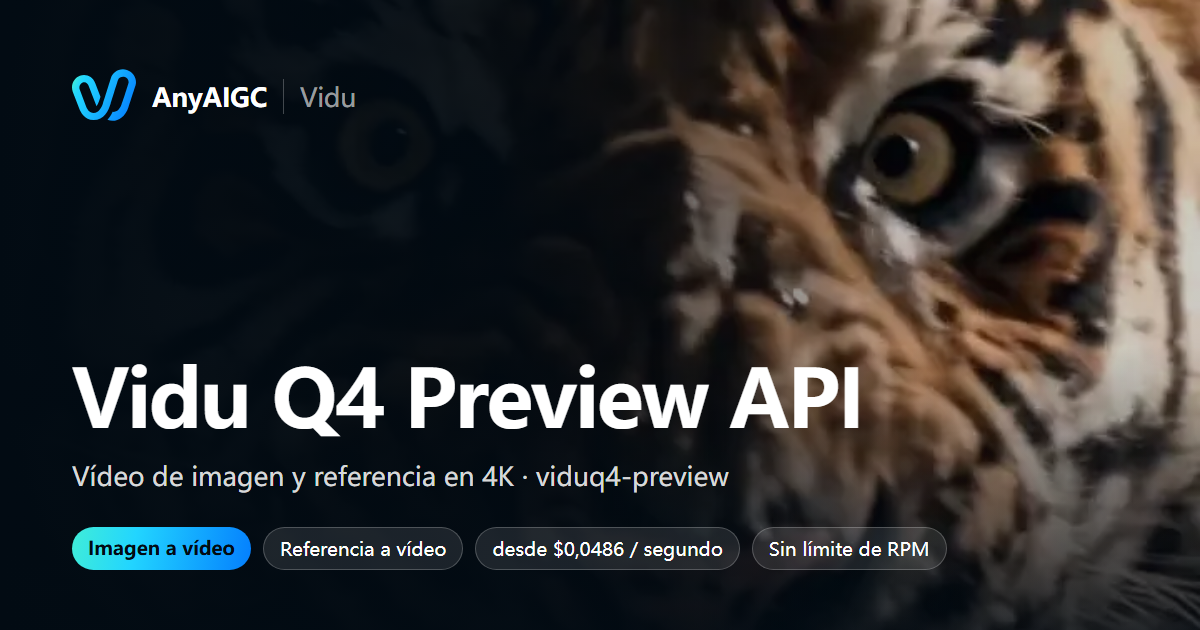 AnyAIGC | Vidu
Vidu Q4 Preview API
Vídeo de imagen y referencia en 4K · viduq4-preview
Imagen a vídeo
Referencia a vídeo
desde $0,0486 / segundo
Sin límite de RPM